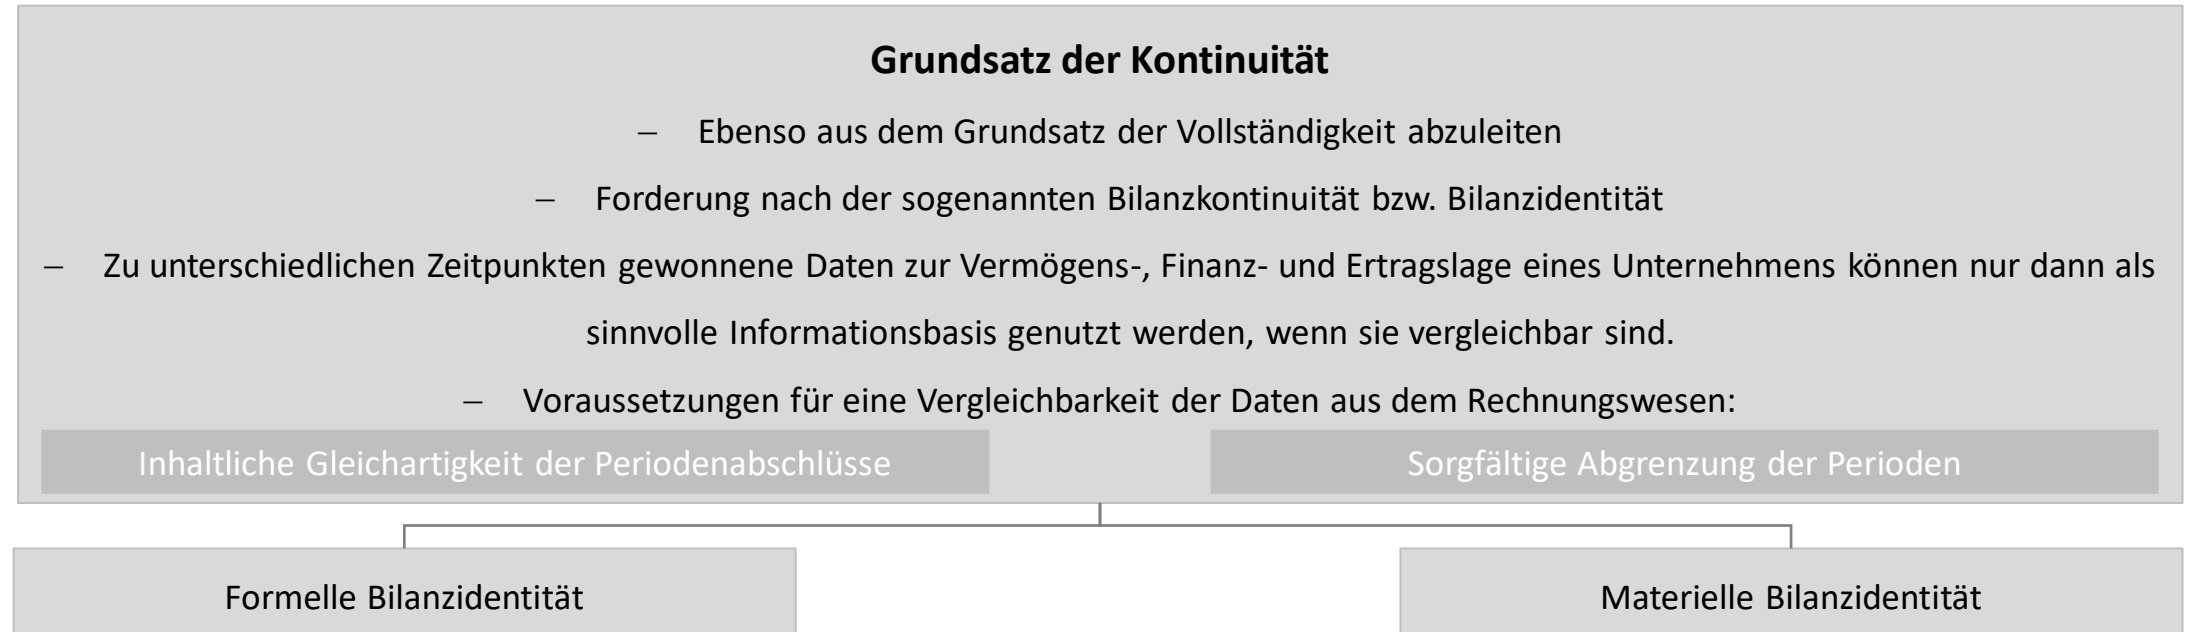 Grundsatz der Kontinuität
– Ebenso aus dem Grundsatz der Vollständigkeit abzuleiten
– Forderung nach der sogenannten Bilanzkontinuität bzw. Bilanzidentität
– Zu unterschiedlichen Zeitpunkten gewonnene Daten zur Vermögens-, Finanz- und Ertragslage eines Unternehmens können nur dann als
sinnvolle Informationsbasis genutzt werden, wenn sie vergleichbar sind.
– Voraussetzungen für eine Vergleichbarkeit der Daten aus dem Rechnungswesen:
Inhaltliche Gleichartigkeit der Periodenabschlüsse
Sorgfältige Abgrenzung der Perioden
Formelle Bilanzidentität
Materielle Bilanzidentität